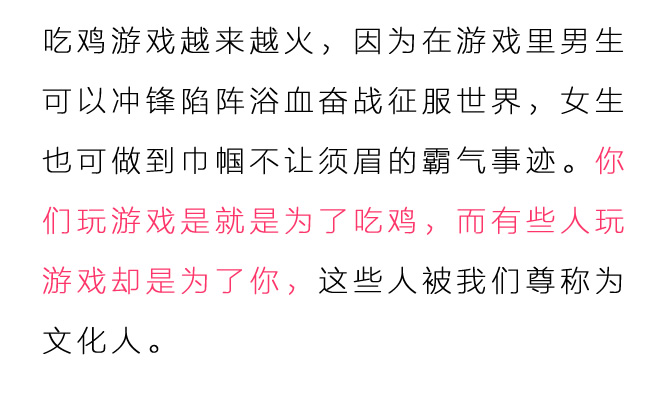 吃鸡游戏越来越火，因为在游戏里男生
可以冲锋陷阵浴血奋战征服世界，女生
也可做到巾帼不让须眉的霸气事迹。你
们玩游戏是就是为了吃鸡，而有些人玩
游戏却是为了你，这些人被我们尊称为
文化人。